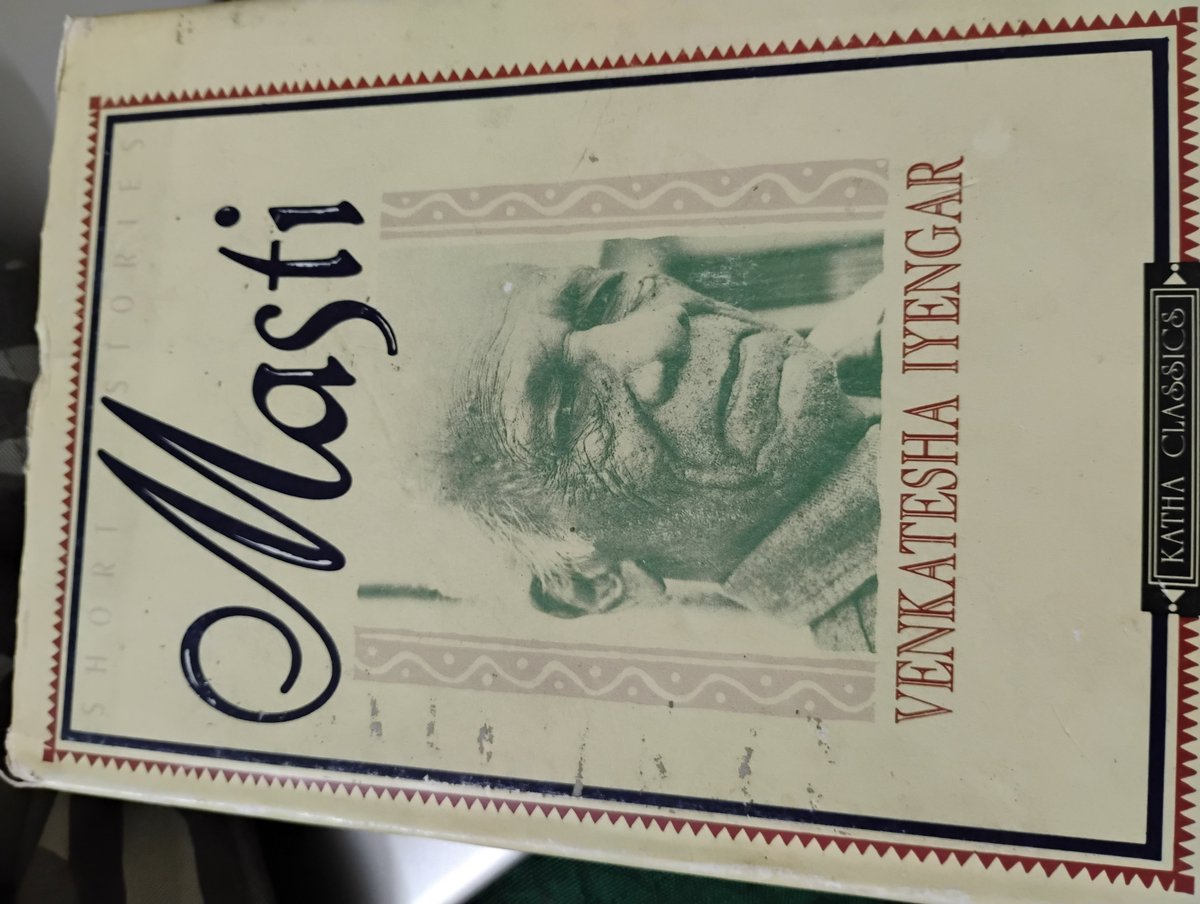 SHORT STORIES
Masti
VENKATESHA IYENGAR
KATHA CLASSICS